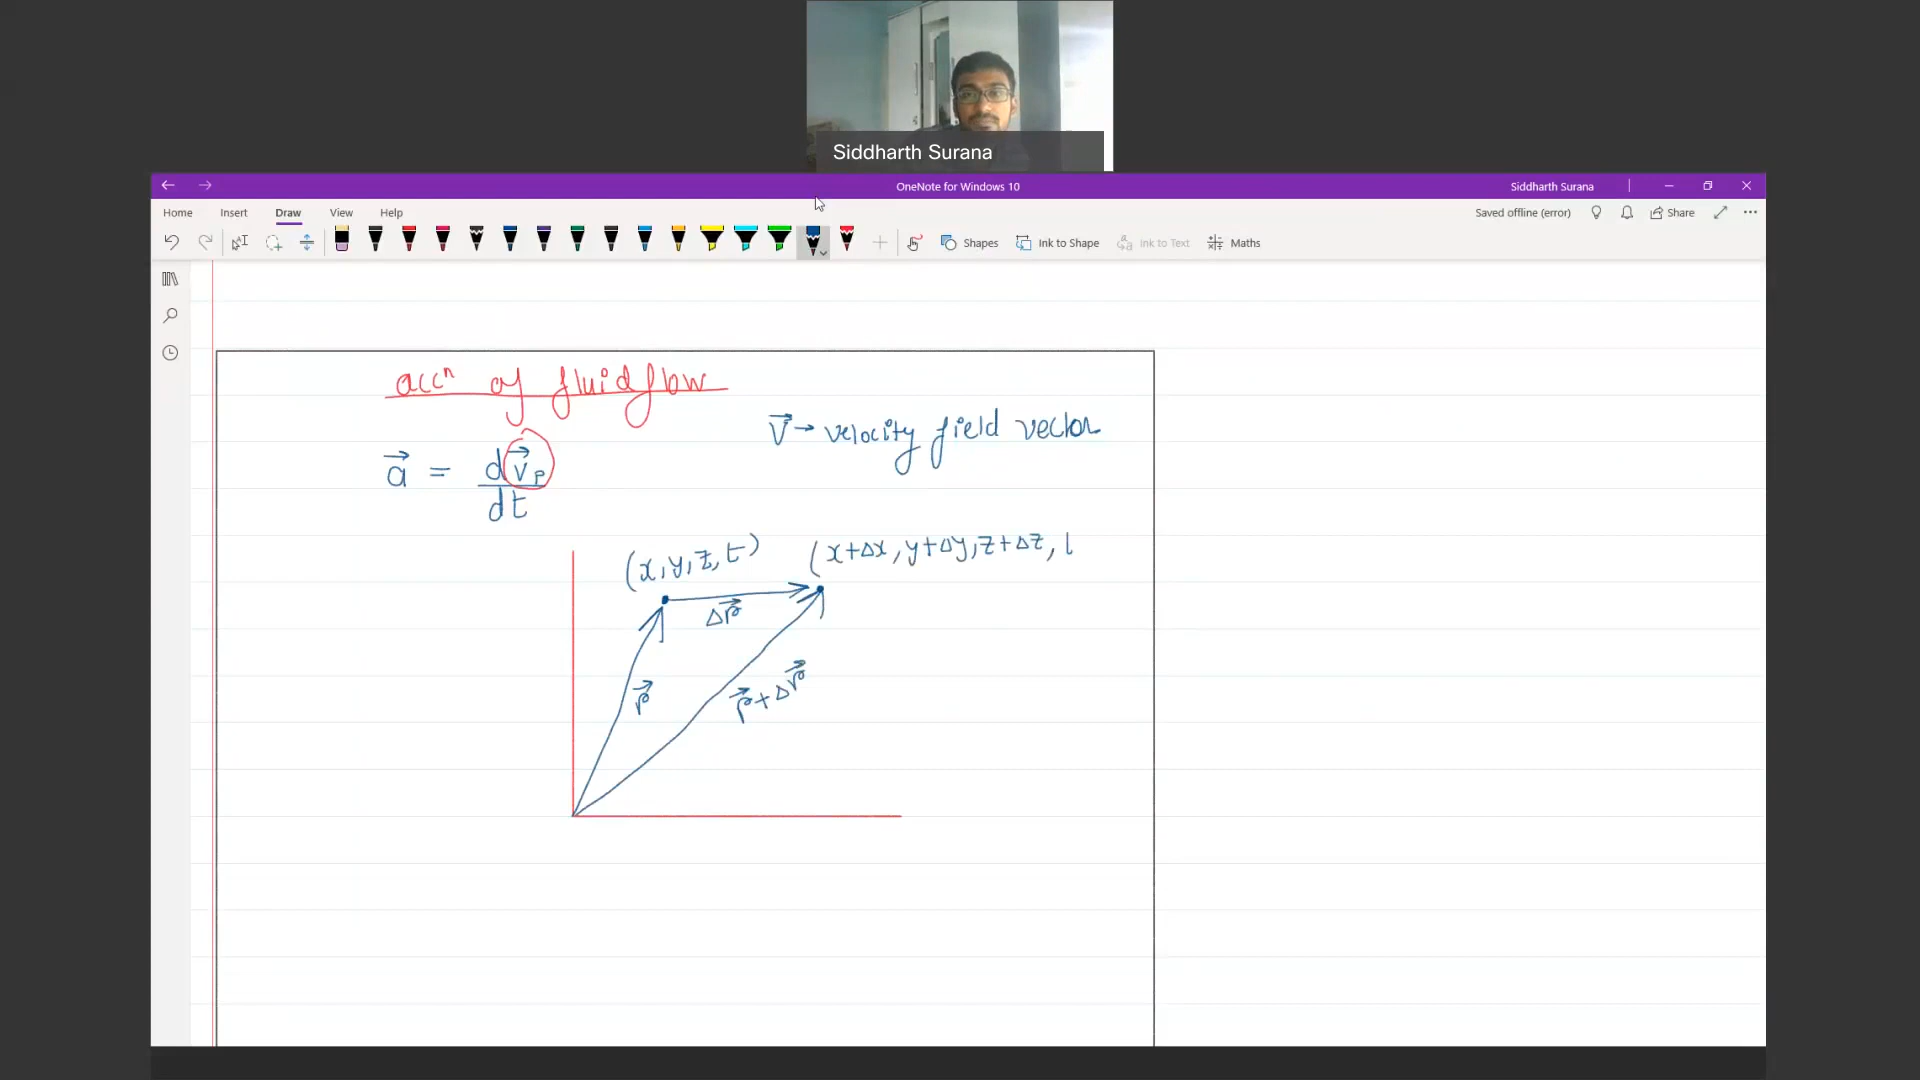 Siddharth Surana
OneNote for Windows 10
Siddharth Surana
Home Insert Draw View Help
Saved offline (error) Share
Shapes Ink to Shape Ink to Text Maths
accⁿ of fluid flow
V⃗ → velocity field vector
a⃗ = dv⃗ₚ/dt
(x, y, z, t) (x+Δx, y+Δy, z+Δz, t
Δr⃗
r⃗
r⃗+Δr⃗